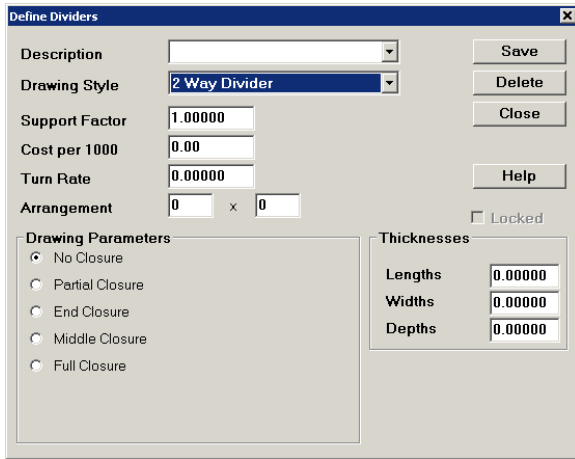 Define Dividers
Description
Save
Drawing Style 2 Way Divider
Delete
Support Factor 1.00000
Close
Cost per 1000 0.00
Turn Rate 0.00000
Help
Arrangement 0 x 0
Locked
Drawing Parameters
No Closure
Partial Closure
End Closure
Middle Closure
Full Closure
Thicknesses
Lengths 0.00000
Widths 0.00000
Depths 0.00000